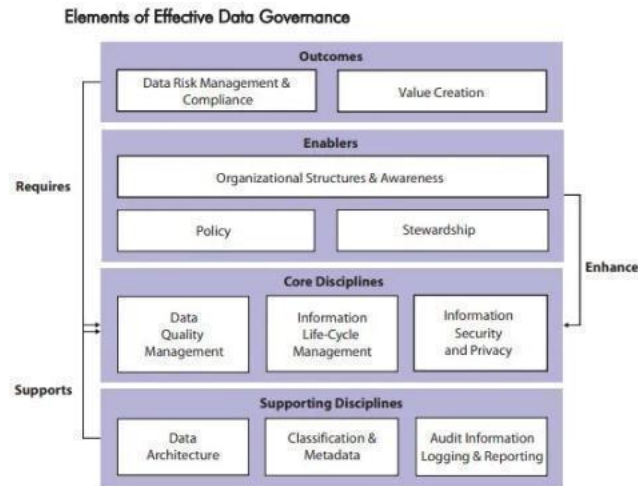 Elements of Effective Data Governance
Outcomes
Data Risk Management &
Compliance
Value Creation
Enablers
Organizational Structures & Awareness
Requires
Policy
Stewardship
Enhance
Core Disciplines
Data
Quality
Management
Information
Life-Cycle
Management
Information
Security
and Privacy
Supports
Supporting Disciplines
Data
Architecture
Classification &
Metadata
Audit Information
Logging & Reporting